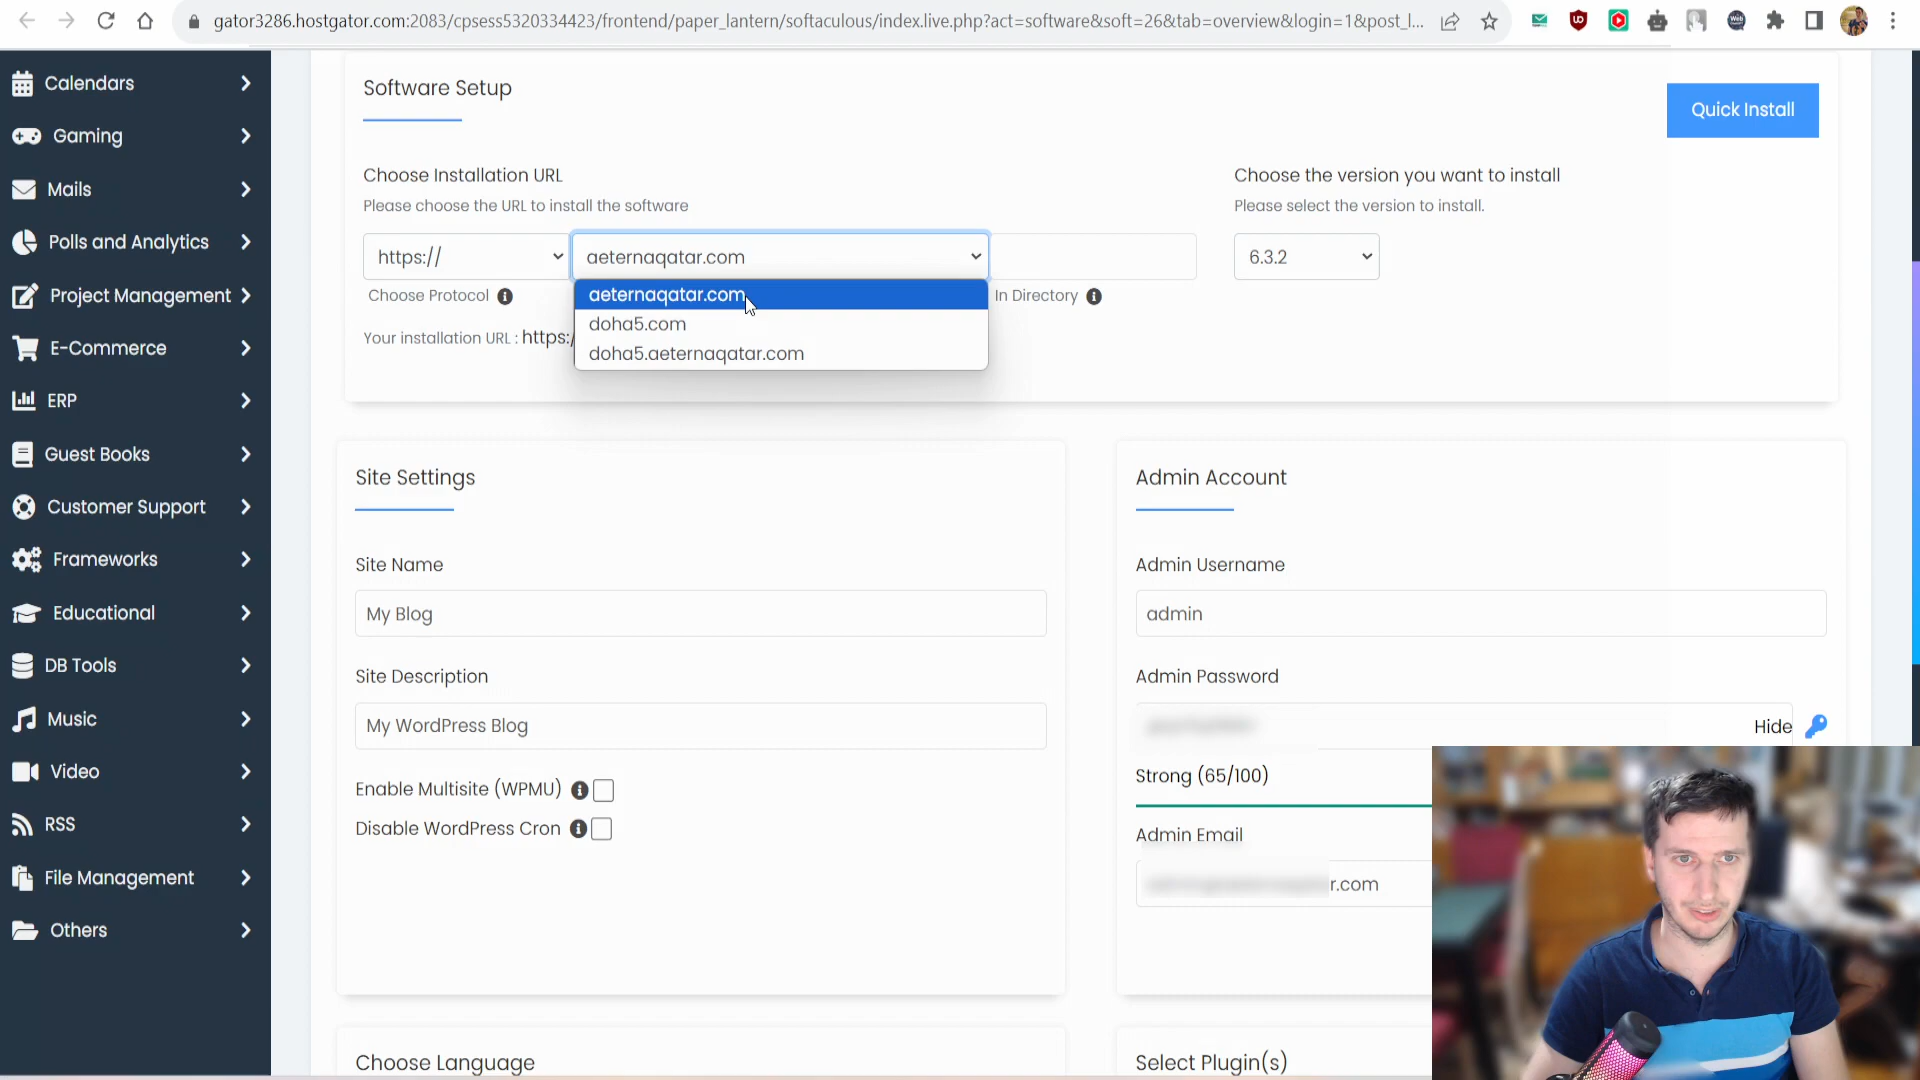 gator3286.hostgator.com:2083/cpsess5320334423/frontend/paper_lantern/softaculous/index.live.php?act=software&soft=26&tab=overview&login=1&post_l...
Calendars
Gaming
Mails
Polls and Analytics
Project Management
E-Commerce
ERP
Guest Books
Customer Support
Frameworks
Educational
DB Tools
Music
Video
RSS
File Management
Others
Software Setup
Quick Install
Choose Installation URL
Please choose the URL to install the software
https://
aeternaqatar.com
Choose Protocol
aeternaqatar.com
doha5.com
doha5.aeternaqatar.com
In Directory
Your installation URL : https:/
Choose the version you want to install
Please select the version to install.
6.3.2
Site Settings
Site Name
My Blog
Site Description
My WordPress Blog
Enable Multisite (WPMU)
Disable WordPress Cron
Admin Account
Admin Username
admin
Admin Password
Hide
Strong (65/100)
Admin Email
r.com
Choose Language
Select Plugin(s)